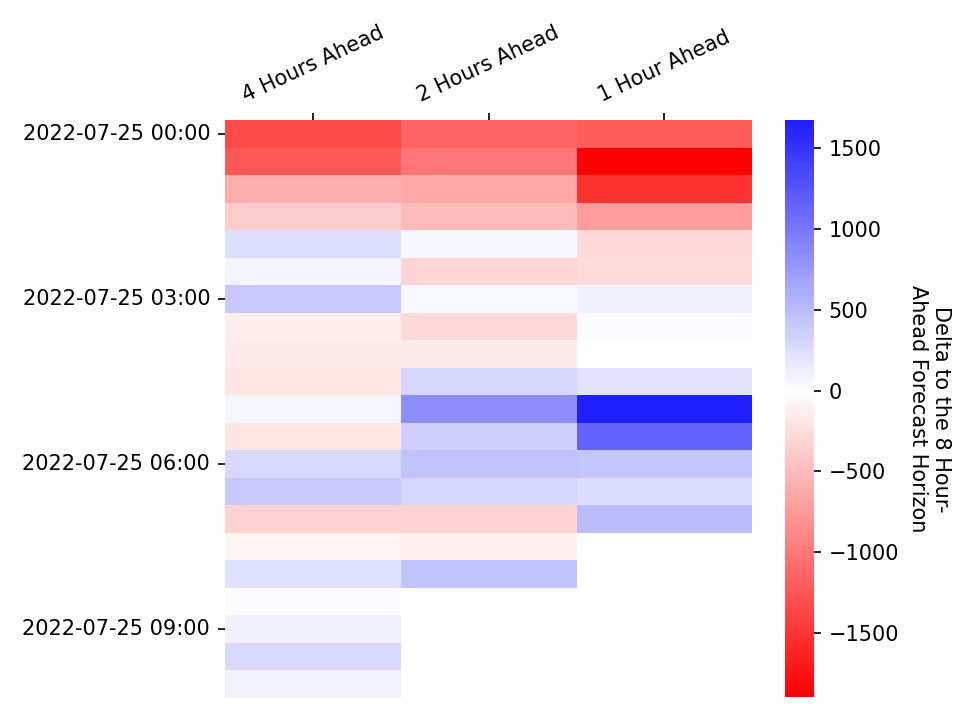 4 Hours Ahead
2 Hours Ahead
1 Hour Ahead
2022-07-25 00:00
2022-07-25 03:00
2022-07-25 06:00
2022-07-25 09:00
1500
1000
500
0
−500
−1000
−1500
Delta to the 8 Hour-
Ahead Forecast Horizon